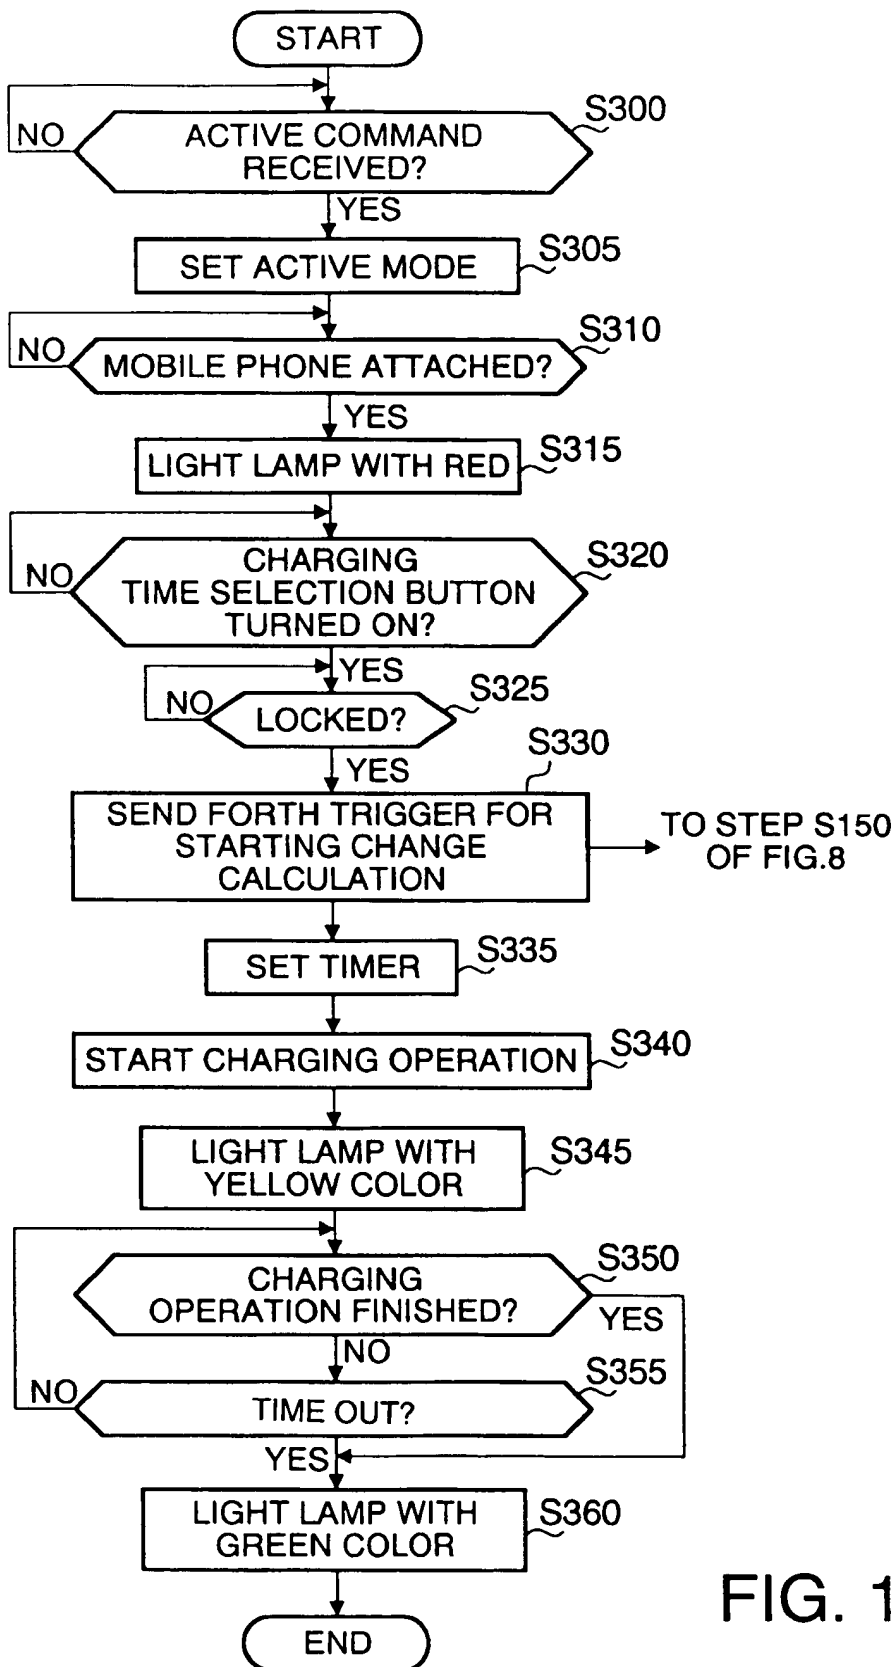 START
S300
NO
ACTIVE COMMAND
RECEIVED?
YES
S305
SET ACTIVE MODE
S310
NO
MOBILE PHONE ATTACHED?
YES
S315
LIGHT LAMP WITH RED
S320
NO
CHARGING
TIME SELECTION BUTTON
TURNED ON?
YES
S325
NO
LOCKED?
YES
S330
SEND FORTH TRIGGER FOR
STARTING CHANGE
CALCULATION
TO STEP S150
OF FIG.8
S335
SET TIMER
S340
START CHARGING OPERATION
S345
LIGHT LAMP WITH
YELLOW COLOR
S350
CHARGING
OPERATION FINISHED?
YES
NO
S355
NO
TIME OUT?
YES
S360
LIGHT LAMP WITH
GREEN COLOR
END
FIG. 1